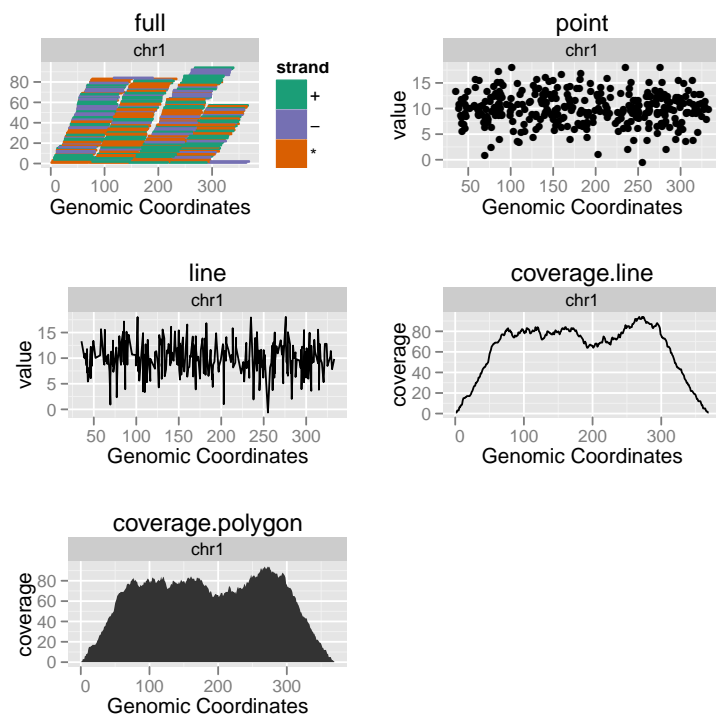 full
chr1
80
60
40
20
0
0 100 200 300
Genomic Coordinates
strand
+
−
*
point
chr1
value
15
10
5
0
50 100 150 200 250 300
Genomic Coordinates
line
chr1
value
15
10
5
0
50 100 150 200 250 300
Genomic Coordinates
coverage.line
chr1
coverage
80
60
40
20
0
0 100 200 300
Genomic Coordinates
coverage.polygon
chr1
coverage
80
60
40
20
0
0 100 200 300
Genomic Coordinates